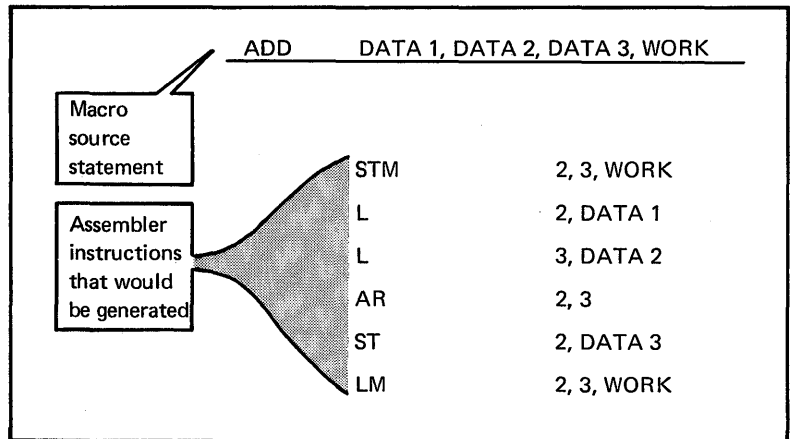 ADD DATA 1, DATA 2, DATA 3, WORK
Macro
source
statement
Assembler
instructions
that would
be generated
STM 2, 3, WORK
L 2, DATA 1
L 3, DATA 2
AR 2, 3
ST 2, DATA 3
LM 2, 3, WORK